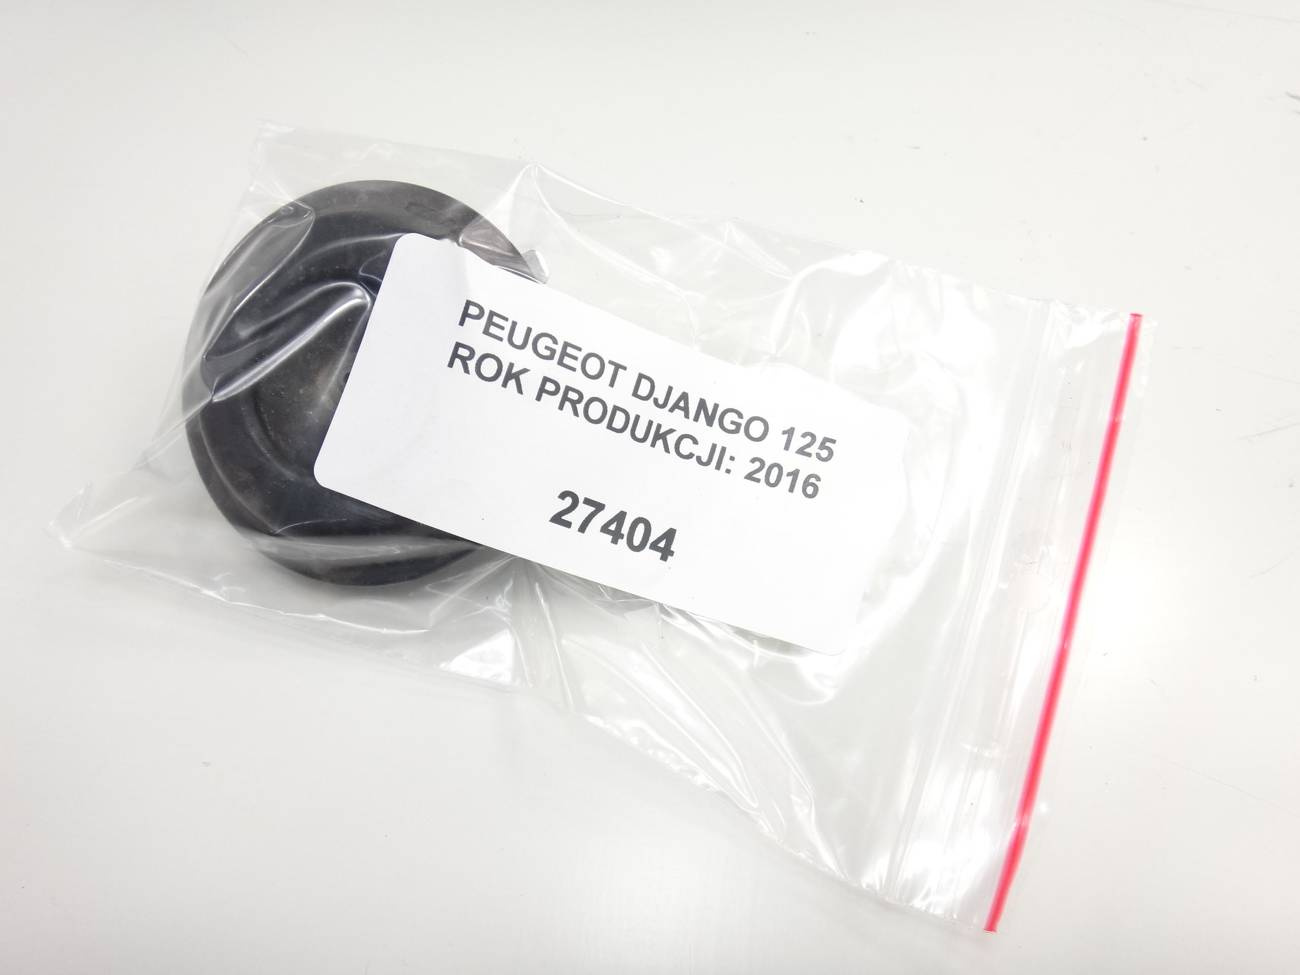 PEUGEOT DJANGO 125
ROK PRODUKCJI: 2016
27404